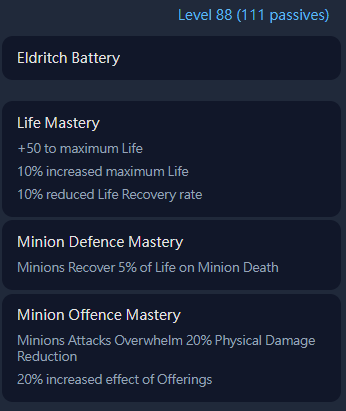 Level 88 (111 passives)
Eldritch Battery
Life Mastery
+50 to maximum Life
10% increased maximum Life
10% reduced Life Recovery rate
Minion Defence Mastery
Minions Recover 5% of Life on Minion Death
Minion Offence Mastery
Minions Attacks Overwhelm 20% Physical Damage
Reduction
20% increased effect of Offerings